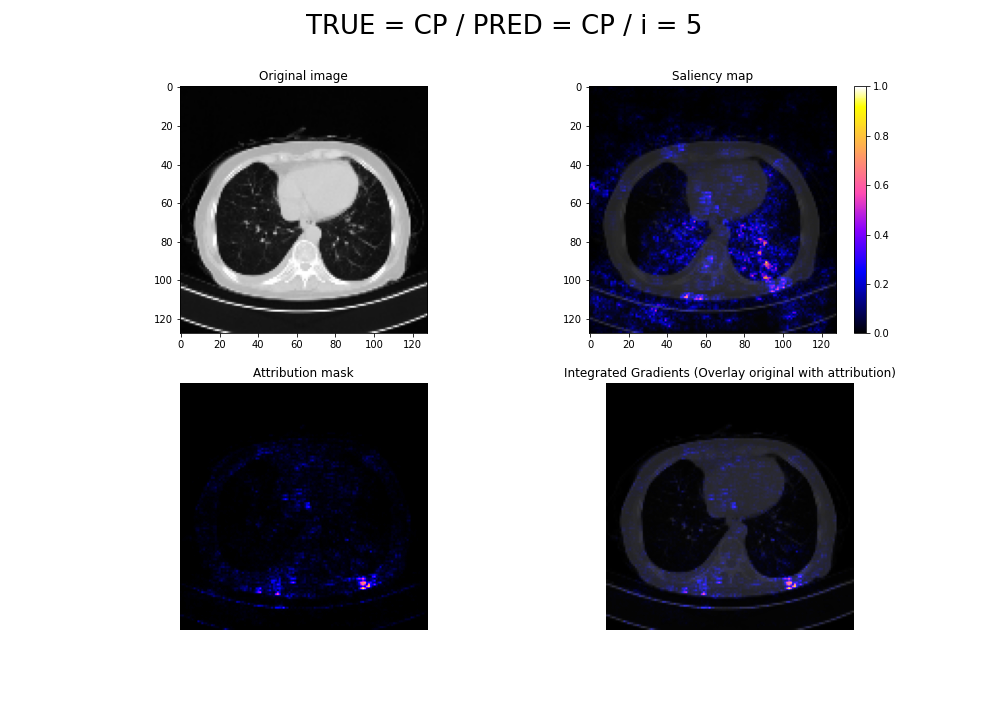 TRUE = CP / PRED = CP / i = 5
Original image
0
20
40
60
80
100
120
0 20 40 60 80 100 120
Saliency map
0
20
40
60
80
100
120
0 20 40 60 80 100 120
1.0
0.8
0.6
0.4
0.2
0.0
Attribution mask
Integrated Gradients (Overlay original with attribution)